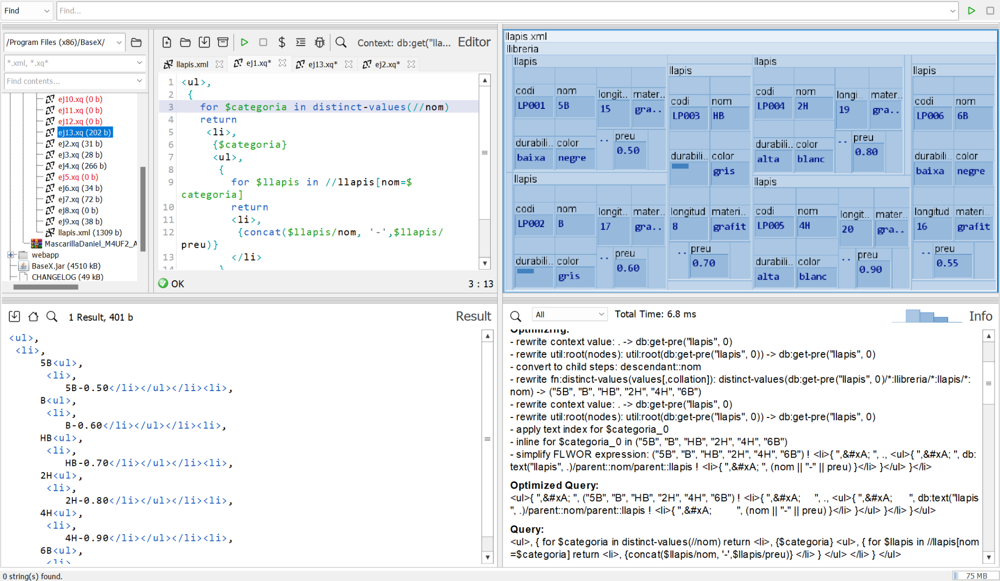 Find
Find...
/Program Files (x86)/BaseX/
*.xml, *.xq*
Find contents...
ej10.xq (0 b)
ej11.xq (0 b)
ej12.xq (0 b)
ej13.xq (202 b)
ej2.xq (31 b)
ej3.xq (28 b)
ej4.xq (266 b)
ej5.xq (0 b)
ej6.xq (34 b)
ej7.xq (72 b)
ej8.xq (0 b)
ej9.xq (38 b)
llapis.xml (1309 b)
MascarillaDaniel_M4UF2_A
webapp
BaseX.jar (4510 kB)
CHANGELOG (49 kB)
Context: db:get("lla...
Editor
llapis.xml
ej1.xq*
ej13.xq*
ej2.xq*
1 <ul>,
2 {
3 for $categoria in distinct-values(//nom)
4 return
5 <li>,
6 {$categoria}
7 <ul>,
8 {
9 for $llapis in //llapis[nom=$
categoria]
10 return
11 <li>,
12 {concat($llapis/nom, '-',$llapis/
preu)}
13 </li>
14 }
OK
3 : 13
llapis.xml
llibreria
llapis
codi nom longit.. mater..
LP001 5B 15 gra..
durabili.. color .. preu
baixa negre 0.50
llapis
codi nom longit.. mater..
LP002 B 17 gra..
durabili.. color .. preu
gris 0.60
llapis
codi nom
LP003 HB
durabili.. color
gris
longitud materi..
8 grafit
.. preu
0.70
llapis
codi nom longi.. mater..
LP004 2H 19 gra..
durabili.. color .. preu
alta blanc 0.80
llapis
codi nom longit.. mater..
LP005 4H 20 gra..
durabili.. color .. preu
alta blanc 0.90
llapis
codi nom
LP006 6B
durabili.. color
baixa negre
longitud materi..
16 grafit
.. preu
0.55
1 Result, 401 b
Result
<ul>,
<li>,
5B<ul>,
<li>,
5B-0.50</li></ul></li><li>,
B<ul>,
<li>,
B-0.60</li></ul></li><li>,
HB<ul>,
<li>,
HB-0.70</li></ul></li><li>,
2H<ul>,
<li>,
2H-0.80</li></ul></li><li>,
4H<ul>,
<li>,
4H-0.90</li></ul></li><li>,
6B<ul>,
<li>,
All
Total Time: 6.8 ms
Info
Optimizing:
- rewrite context value: . -> db:get-pre("llapis", 0)
- rewrite util:root(nodes): util:root(db:get-pre("llapis", 0)) -> db:get-pre("llapis", 0)
- convert to child steps: descendant::nom
- rewrite fn:distinct-values(values[,collation]): distinct-values(db:get-pre("llapis", 0)/*:llibreria/*:llapis/*:
nom) -> ("5B", "B", "HB", "2H", "4H", "6B")
- rewrite context value: . -> db:get-pre("llapis", 0)
- rewrite util:root(nodes): util:root(db:get-pre("llapis", 0)) -> db:get-pre("llapis", 0)
- apply text index for $categoria_0
- inline for $categoria_0 in ("5B", "B", "HB", "2H", "4H", "6B")
- simplify FLWOR expression: ("5B", "B", "HB", "2H", "4H", "6B") ! <li>{ ",&#xA; ", ., <ul>{ ",&#xA; ", db:
text("llapis", .)/parent::nom/parent::llapis ! <li>{ ",&#xA; ", (nom || "-" || preu) }</li> }</ul> }</li>
Optimized Query:
<ul>{ ",&#xA; ", ("5B", "B", "HB", "2H", "4H", "6B") ! <li>{ ",&#xA; ", ., <ul>{ ",&#xA; ", db:text("llapis
", .)/parent::nom/parent::llapis ! <li>{ ",&#xA; ", (nom || "-" || preu) }</li> }</ul> }</li> }</ul>
Query:
<ul>, { for $categoria in distinct-values(//nom) return <li>, {$categoria} <ul>, { for $llapis in //llapis[nom
=$categoria] return <li>, {concat($llapis/nom, '-',$llapis/preu)} </li> } </ul> </li> } </ul>
0 string(s) found.
75 MB